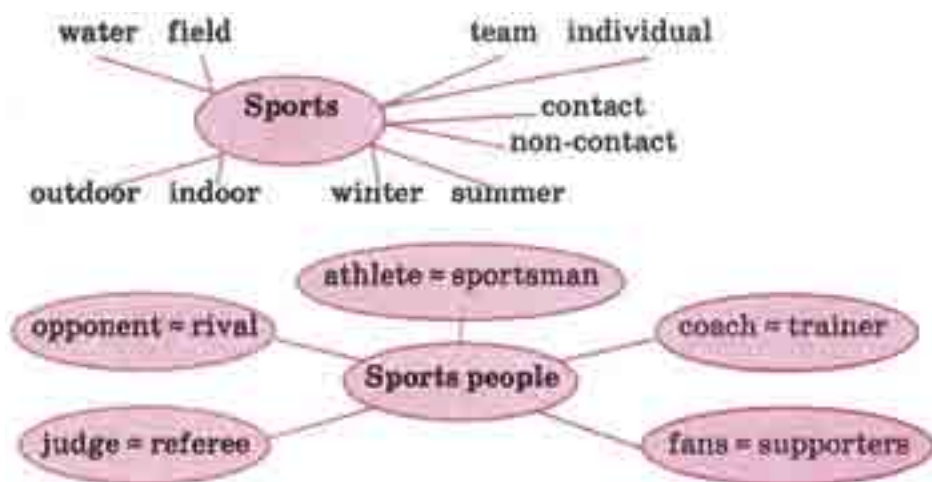 water field team individual
Sports
contact
non-contact
outdoor indoor winter summer
athlete = sportsman
opponent = rival
coach = trainer
Sports people
judge = referee
fans = supporters